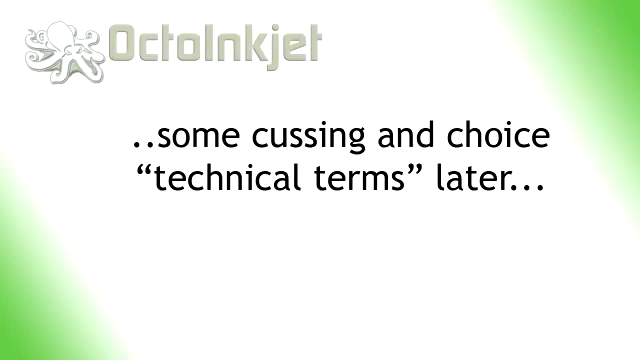 OctoInkjet
..some cussing and choice
“technical terms” later...